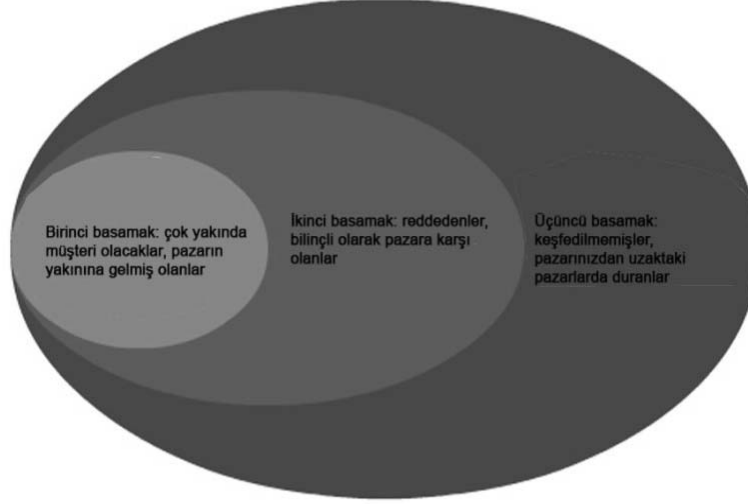 Birinci basamak: çok yakında
müşteri olacaklar, pazarın
yakınına gelmiş olanlar
İkinci basamak: reddedenler,
bilinçli olarak pazara karşı
olanlar
Üçüncü basamak:
keşfedilmemişler,
pazarınızdan uzaktaki
pazarlarda duranlar